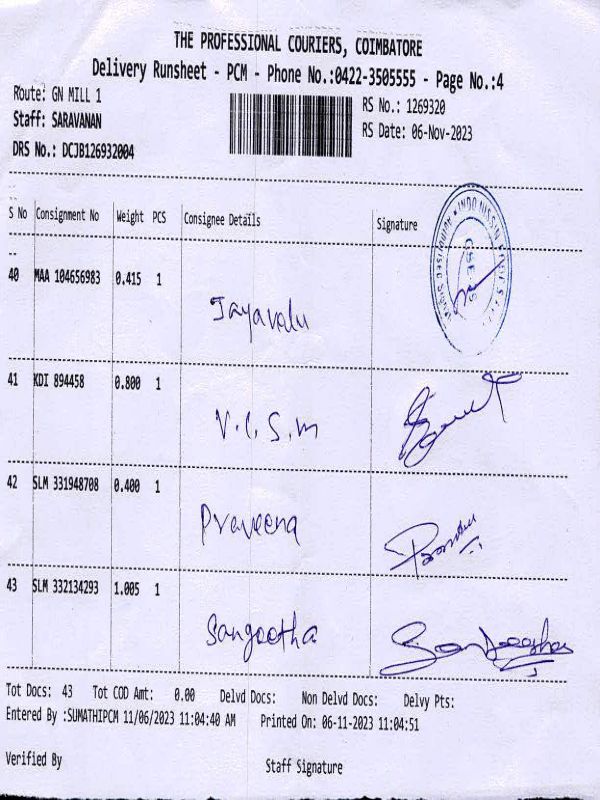 THE PROFESSIONAL COURIERS, COIMBATORE
Delivery Runsheet - PCM - Phone No.:0422-3505555 - Page No.:4
Route: GN MILL 1
RS No.: 1269320
Staff: SARAVANAN
RS Date: 06-Nov-2023
DRS No.: DCJB126932004
S No Consignment No Weight PCS Consignee Details Signature
40 MAA 104656983 0.415 1
Jayavalu
41 KDI 894458 0.800 1
V.C.S.M
42 SLM 331948708 0.400 1
Praveena
43 SLM 332134293 1.005 1
Sangeetha
Tot Docs: 43 Tot COD Amt: 0.00 Delvd Docs: Non Delvd Docs: Delvy Pts:
Entered By :SUMATHIPCM 11/06/2023 11:04:40 AM Printed On: 06-11-2023 11:04:51
Verified By Staff Signature